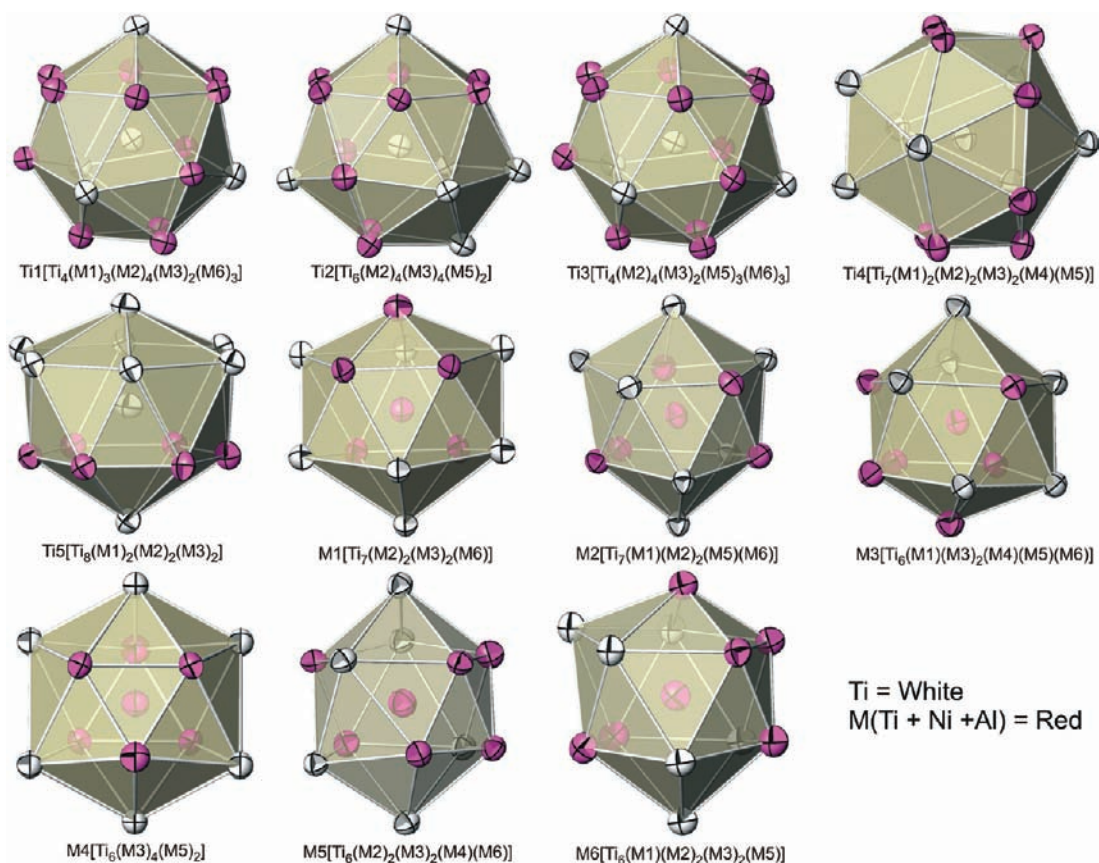 Ti1[Ti₄(M1)₃(M2)₄(M3)₂(M6)₃]
Ti2[Ti₆(M2)₄(M3)₄(M5)₂]
Ti3[Ti₄(M2)₄(M3)₂(M5)₃(M6)₃]
Ti4[Ti₇(M1)₂(M2)₂(M3)₂(M4)(M5)]
Ti5[Ti₈(M1)₂(M2)₂(M3)₂]
M1[Ti₇(M2)₂(M3)₂(M6)]
M2[Ti₇(M1)(M2)₂(M5)(M6)]
M3[Ti₆(M1)(M3)₂(M4)(M5)(M6)]
M4[Ti₆(M3)₄(M5)₂]
M5[Ti₆(M2)₂(M3)₂(M4)(M6)]
M6[Ti₆(M1)(M2)₂(M3)₂(M5)]
Ti = White
M(Ti + Ni +Al) = Red